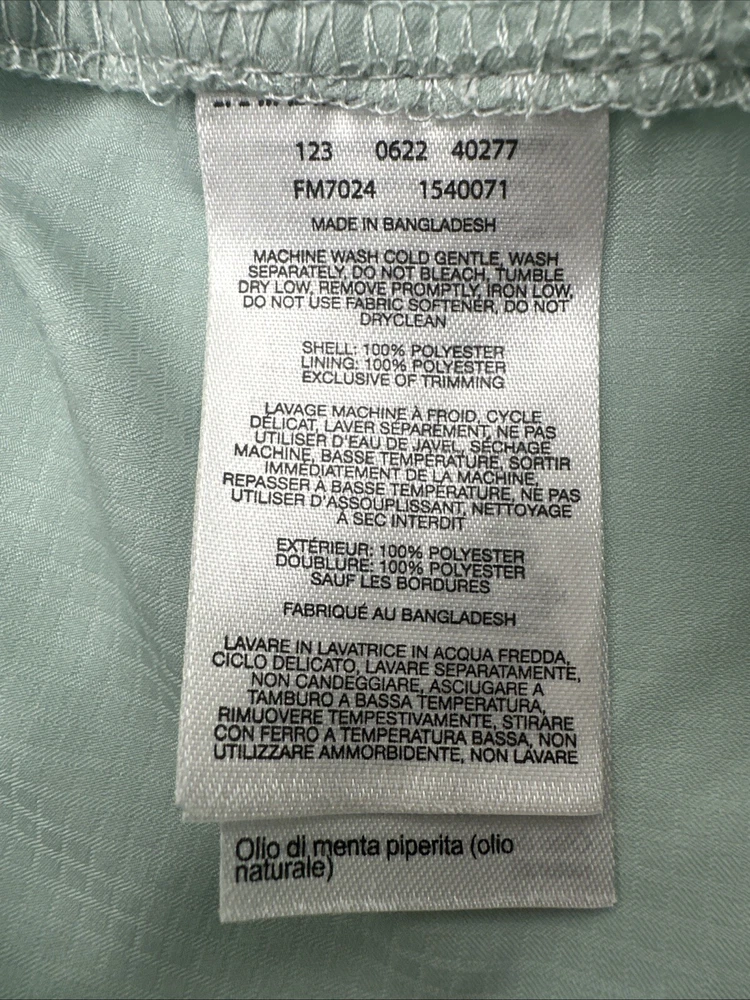 123 0622 40277
FM7024 1540071
MADE IN BANGLADESH
MACHINE WASH COLD GENTLE, WASH
SEPARATELY, DO NOT BLEACH, TUMBLE
DRY LOW, REMOVE PROMPTLY, IRON LOW,
DO NOT USE FABRIC SOFTENER, DO NOT
DRYCLEAN
SHELL: 100% POLYESTER
LINING: 100% POLYESTER
EXCLUSIVE OF TRIMMING
LAVAGE MACHINE À FROID, CYCLE
DÉLICAT, LAVER SÉPAREMENT, NE PAS
UTILISER D'EAU DE JAVEL, SÉCHAGE
MACHINE, BASSE TEMPÉRATURE, SORTIR
IMMÉDIATEMENT DE LA MACHINE,
REPASSER À BASSE TEMPÉRATURE, NE PAS
UTILISER D'ASSOUPLISSANT, NETTOYAGE
À SEC INTERDIT
EXTÉRIEUR: 100% POLYESTER
DOUBLURE: 100% POLYESTER
SAUF LES BORDURES
FABRIQUÉ AU BANGLADESH
LAVARE IN LAVATRICE IN ACQUA FREDDA,
CICLO DELICATO, LAVARE SEPARATAMENTE,
NON CANDEGGIARE, ASCIUGARE A
TAMBURO A BASSA TEMPERATURA,
RIMUOVERE TEMPESTIVAMENTE, STIRARE
CON FERRO A TEMPERATURA BASSA, NON
UTILIZZARE AMMORBIDENTE, NON LAVARE
Olio di menta piperita (olio
naturale)